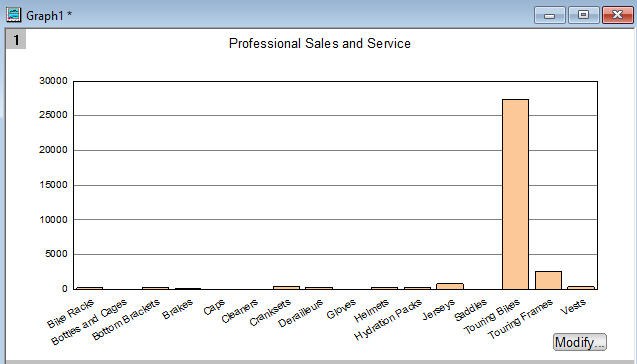 Graph1 *
1
Professional Sales and Service
30000
25000
20000
15000
10000
5000
0
Bike Racks
Bottles and Cages
Bottom Brackets
Brakes
Caps
Cleaners
Cranksets
Derailleus
Gloves
Helmets
Hydration Packs
Jerseys
Saddles
Touring Bikes
Touring Frames
Vests
Modify...